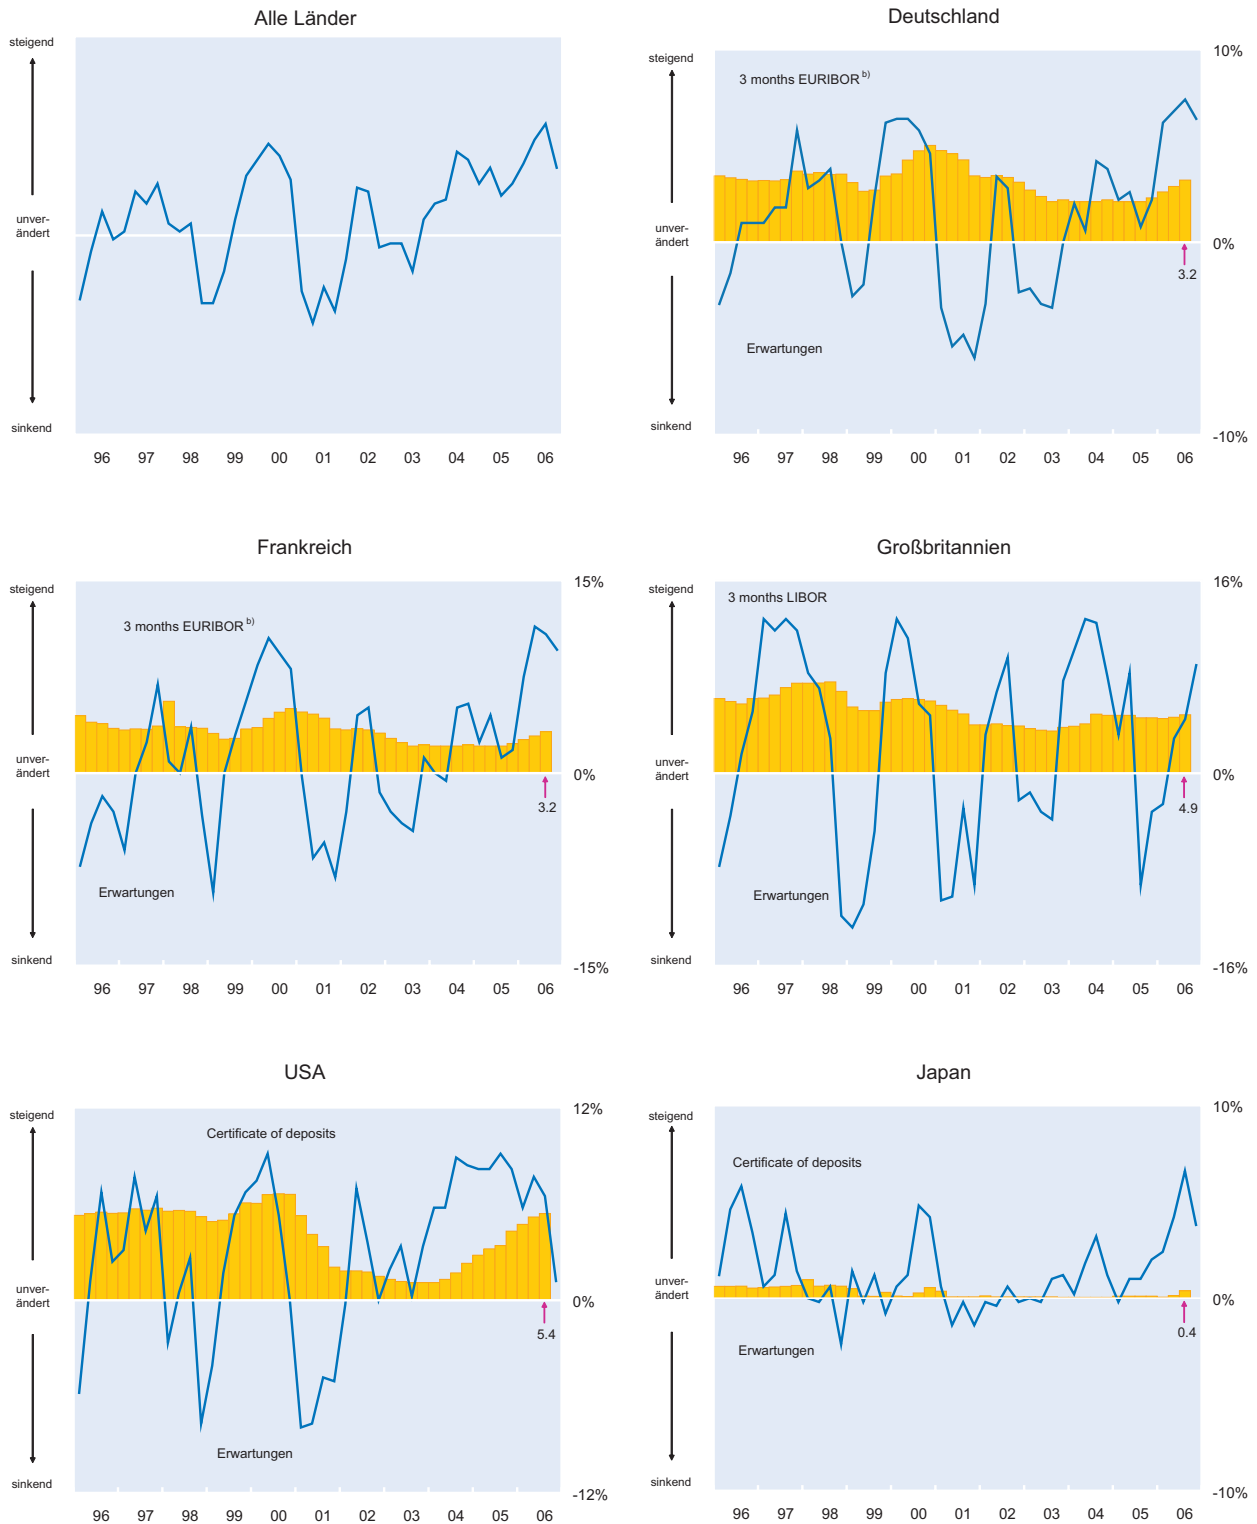 Alle Länder
steigend
unver-
ändert
sinkend
96 97 98 99 00 01 02 03 04 05 06
Deutschland
steigend
unver-
ändert
sinkend
3 months EURIBOR b)
Erwartungen
10%
0%
3.2
-10%
96 97 98 99 00 01 02 03 04 05 06
Frankreich
steigend
unver-
ändert
sinkend
3 months EURIBOR b)
Erwartungen
15%
0%
3.2
-15%
96 97 98 99 00 01 02 03 04 05 06
Großbritannien
steigend
unver-
ändert
sinkend
3 months LIBOR
Erwartungen
16%
0%
4.9
-16%
96 97 98 99 00 01 02 03 04 05 06
USA
steigend
unver-
ändert
sinkend
Certificate of deposits
Erwartungen
12%
0%
5.4
-12%
96 97 98 99 00 01 02 03 04 05 06
Japan
steigend
unver-
ändert
sinkend
Certificate of deposits
Erwartungen
10%
0%
0.4
-10%
96 97 98 99 00 01 02 03 04 05 06